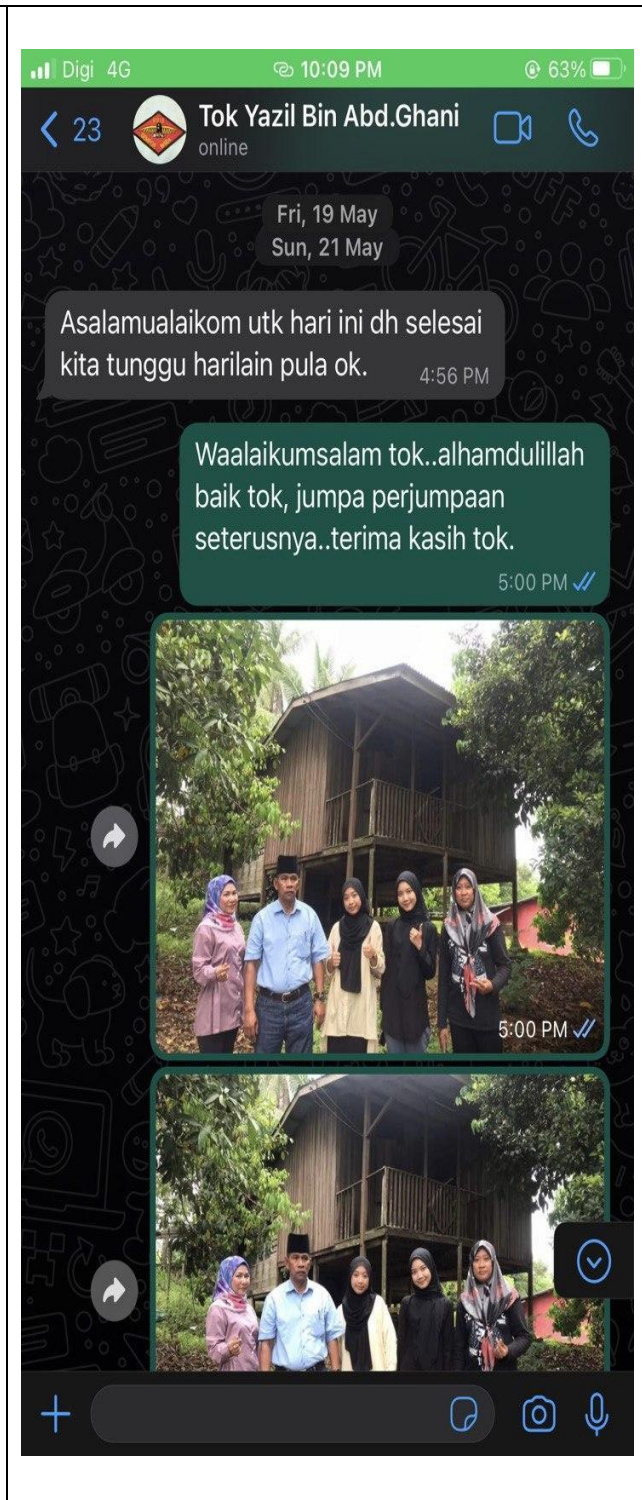 Digi 4G 10:09 PM 63%
23 Tok Yazil Bin Abd.Ghani
online
Fri, 19 May
Sun, 21 May
Asalamualaikom utk hari ini dh selesai
kita tunggu harilain pula ok. 4:56 PM
Waalaikumsalam tok..alhamdulillah
baik tok, jumpa perjumpaan
seterusnya..terima kasih tok.
5:00 PM
5:00 PM